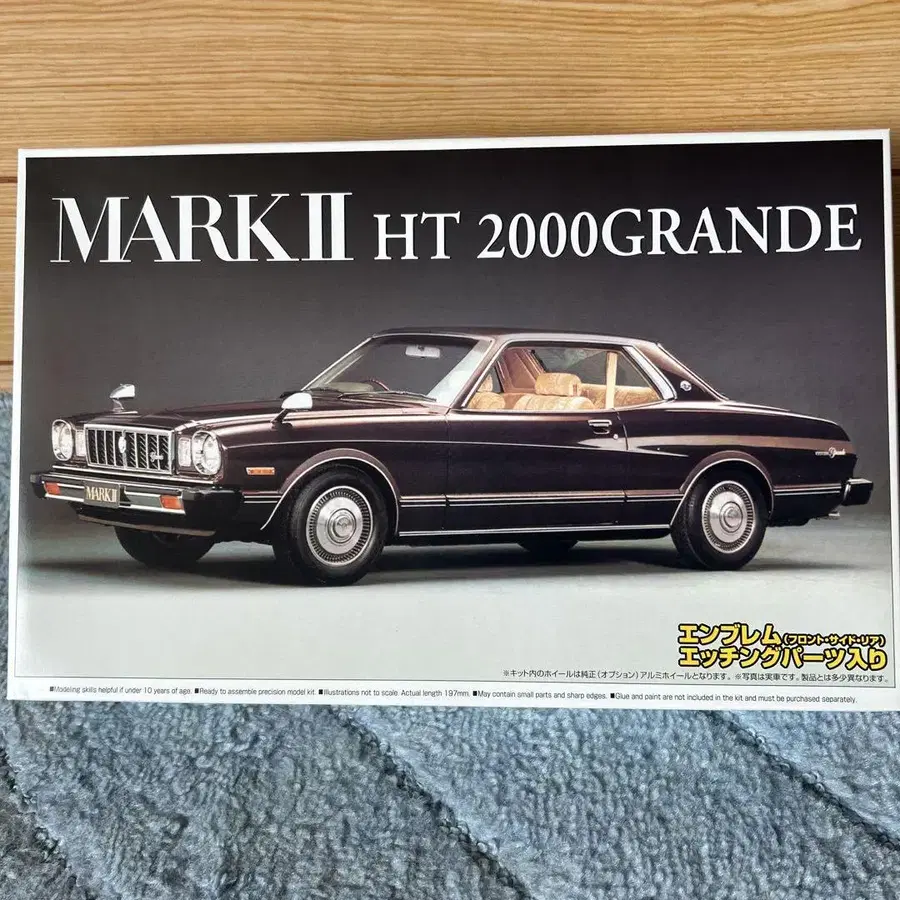 MARK II HT 2000GRANDE
MARK II
エンブレム(フロント・サイド・リア)
エッチングパーツ入り
※キット内のホイールは純正(オプション)アルミホイールとなります。※写真は実車です。製品とは多少異なります。
■Modeling skills helpful if under 10 years of age. ■Ready to assemble precision model kit. ■Illustrations not to scale. Actual length 197mm. ■May contain small parts and sharp edges. ■Glue and paint are not included in the kit and must be purchased separately.